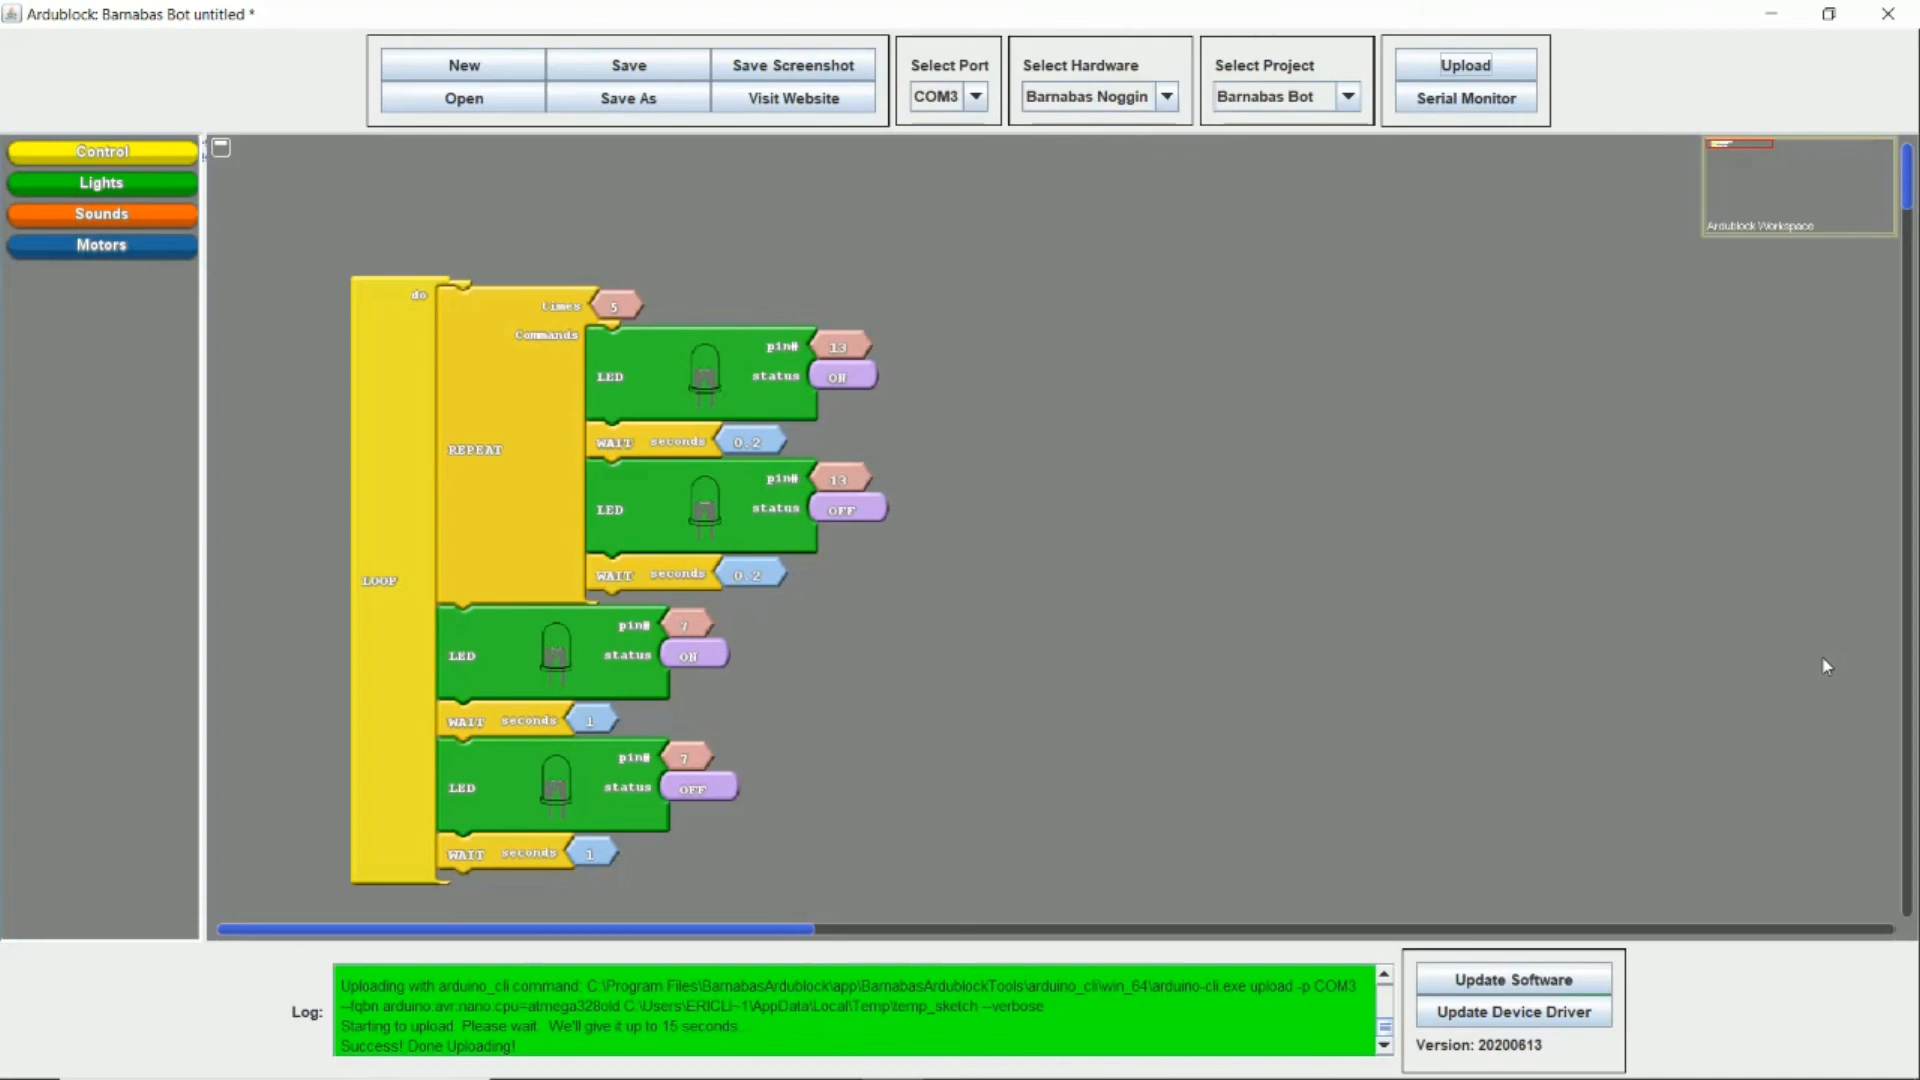 Ardublock: Barnabas Bot untitled *
New
Save
Save Screenshot
Open
Save As
Visit Website
Select Port
COM3
Select Hardware
Barnabas Noggin
Select Project
Barnabas Bot
Upload
Serial Monitor
Control
Lights
Sounds
Motors
Ardublock Workspace
do
times 5
Commands
pin# 13
LED status ON
WAIT seconds 0.2
REPEAT
pin# 13
LED status OFF
WAIT seconds 0.2
LOOP
pin# 7
LED status ON
WAIT seconds 1
pin# 7
LED status OFF
WAIT seconds 1
Log:
Uploading with arduino_cli command: C:\Program Files\BarnabasArdublock\app\BarnabasArdublockTools\arduino_cli\win_64\arduino-cli.exe upload -p COM3
--fqbn arduino:avr:nano:cpu=atmega328old C:\Users\ERICLI~1\AppData\Local\Temp\temp_sketch --verbose
Starting to upload. Please wait. We'll give it up to 15 seconds.
Success! Done Uploading!
Update Software
Update Device Driver
Version: 20200613